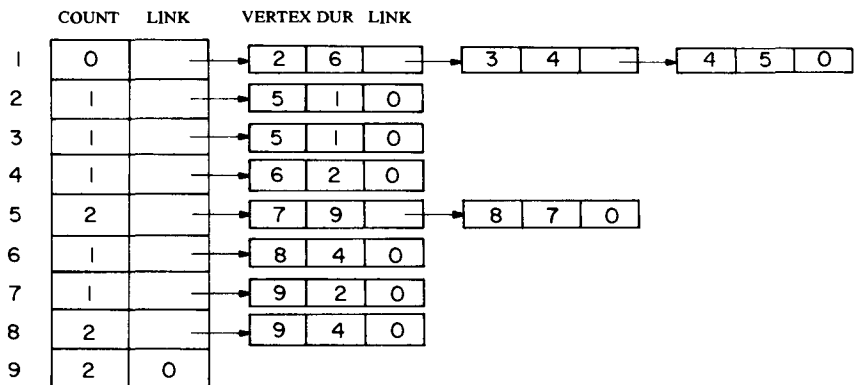 COUNT LINK VERTEX DUR LINK
1 0 2 6 3 4 4 5 0
2 1 5 1 0
3 1 5 1 0
4 1 6 2 0
5 2 7 9 8 7 0
6 1 8 4 0
7 1 9 2 0
8 2 9 4 0
9 2 0